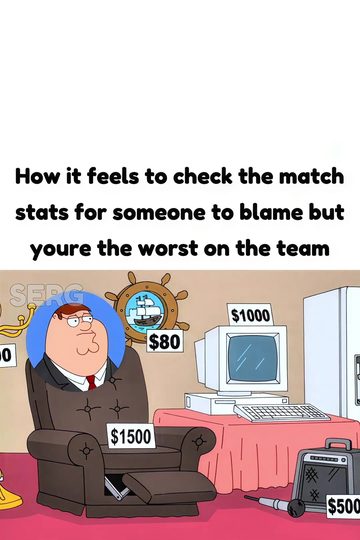 How it feels to check the match
stats for someone to blame but
youre the worst on the team
SERG
$80
$1000
00
$1500
$500